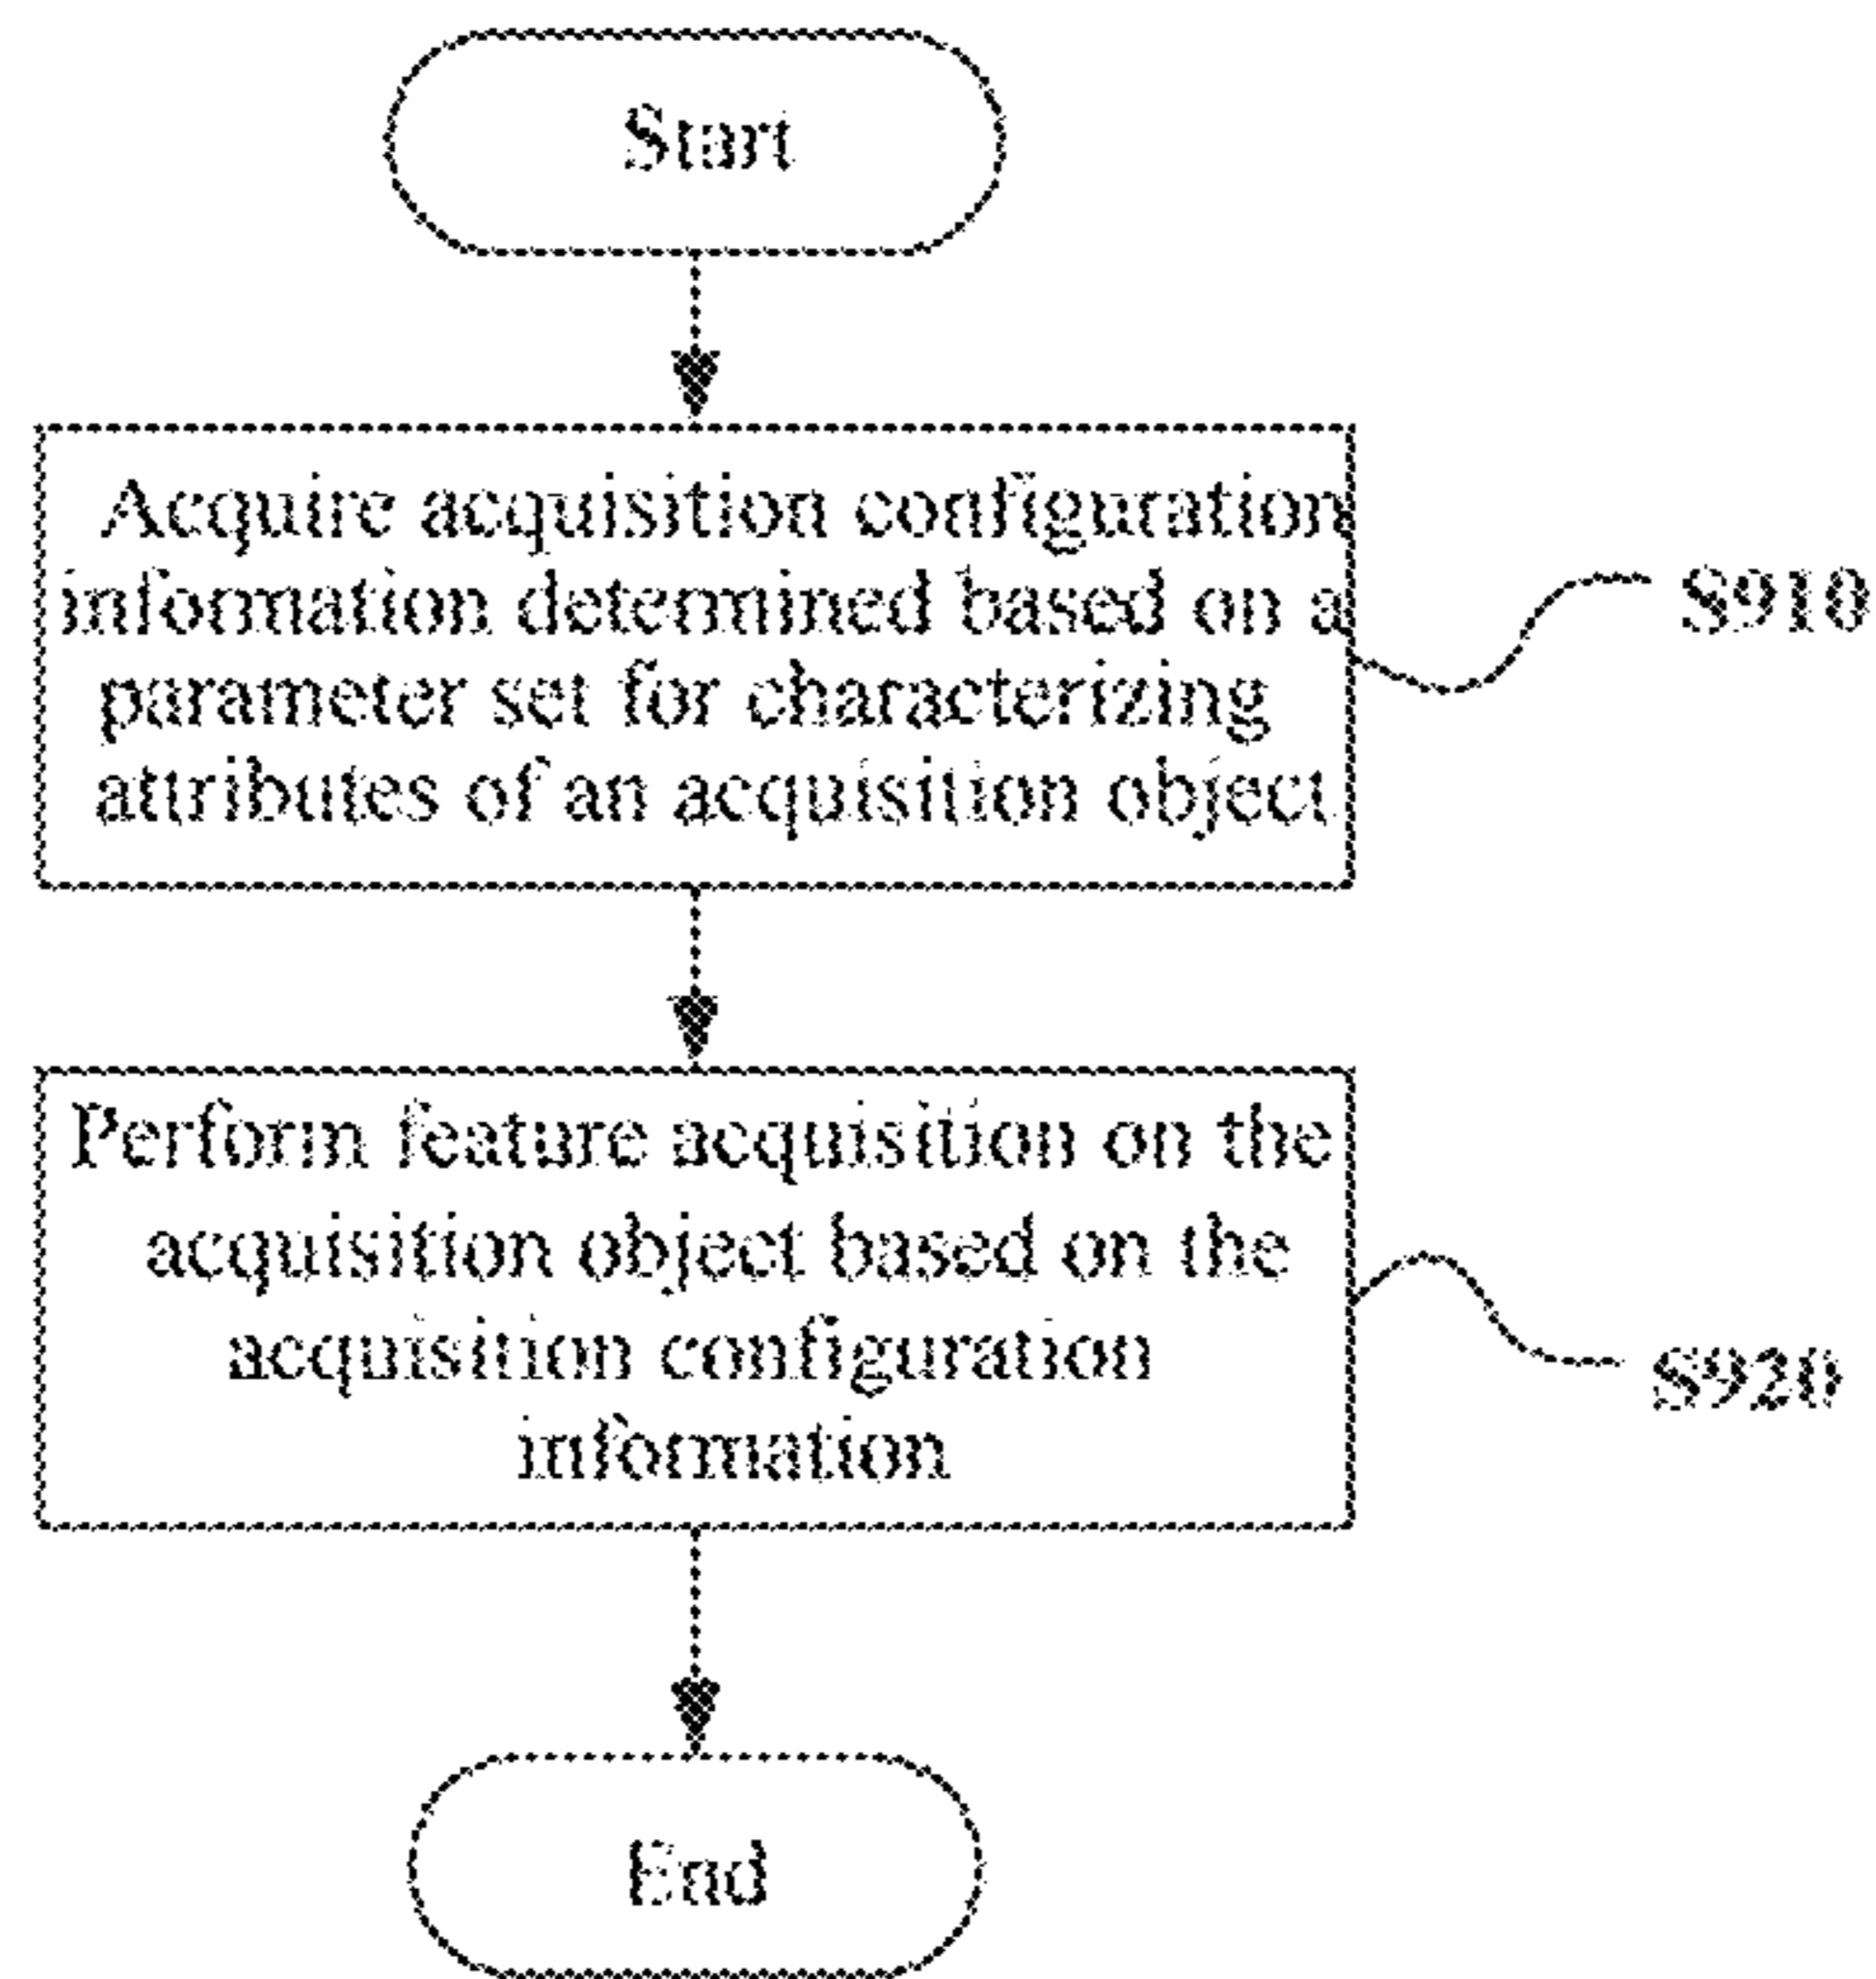 Start
Acquire acquisition configuration
information determined based on a
parameter set for characterizing
attributes of an acquisition object
S910
Perform feature acquisition on the
acquisition object based on the
acquisition configuration
information
S920
End